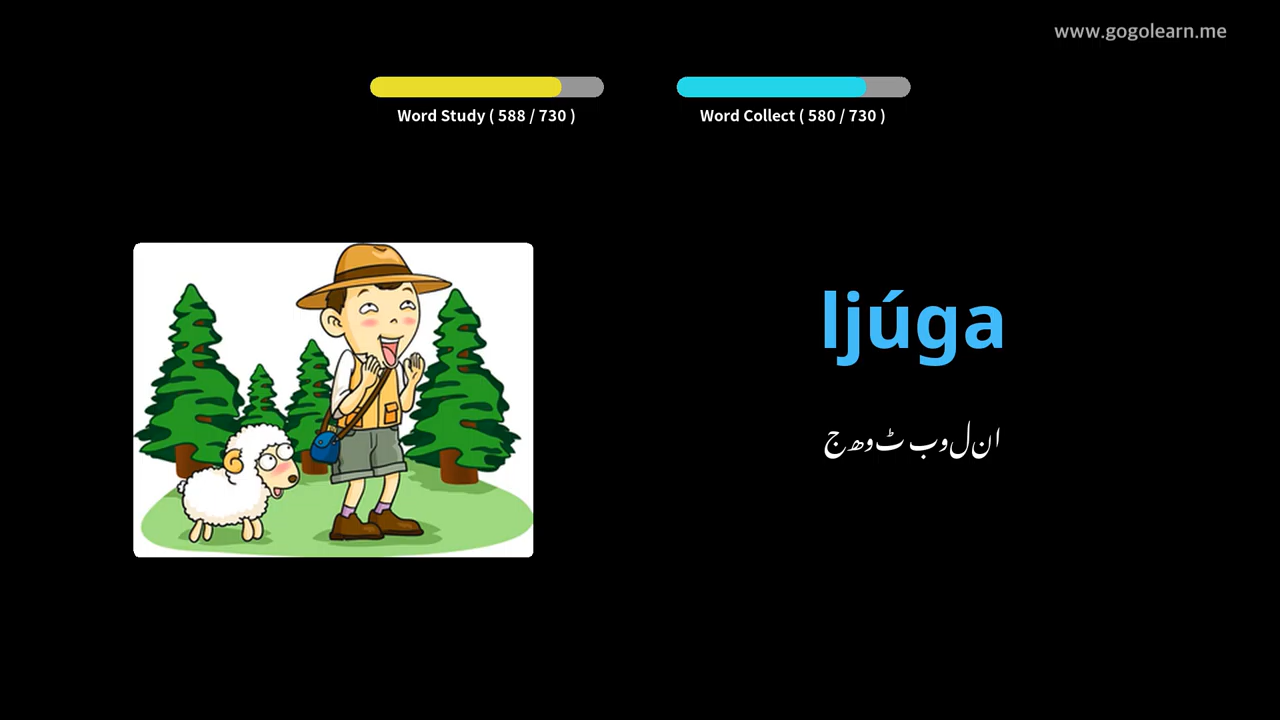 www.gogolearn.me
Word Study ( 588 / 730 )
Word Collect ( 580 / 730 )
ljúga
جھوٹ بولنا